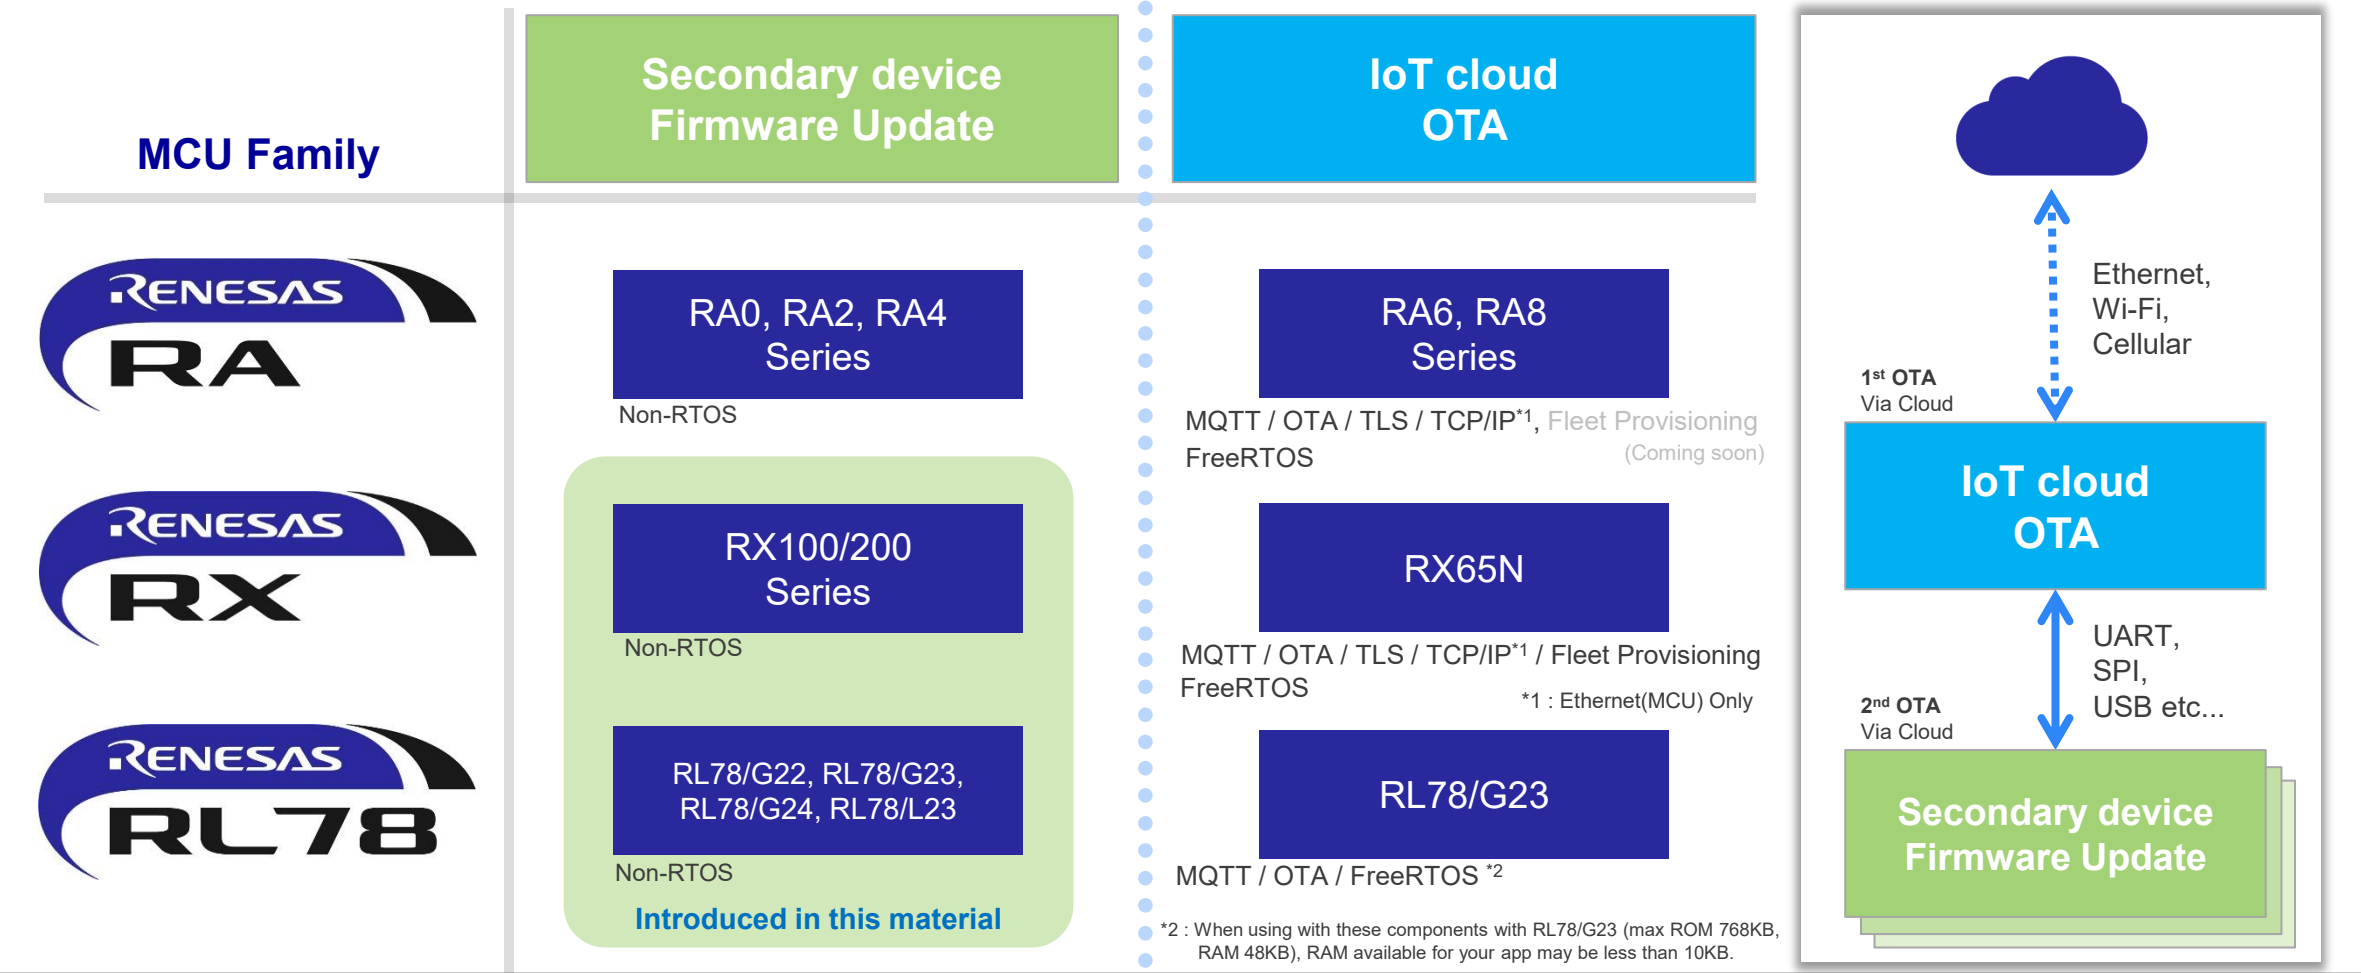 MCU Family
Secondary device
Firmware Update
IoT cloud
OTA
RENESAS
RA
RA0, RA2, RA4
Series
Non-RTOS
RA6, RA8
Series
MQTT / OTA / TLS / TCP/IP*1, Fleet Provisioning
(Coming soon)
FreeRTOS
RENESAS
RX
RX100/200
Series
Non-RTOS
RX65N
MQTT / OTA / TLS / TCP/IP*1 / Fleet Provisioning
FreeRTOS
*1 : Ethernet(MCU) Only
RENESAS
RL78
RL78/G22, RL78/G23,
RL78/G24, RL78/L23
Non-RTOS
Introduced in this material
RL78/G23
MQTT / OTA / FreeRTOS *2
*2 : When using with these components with RL78/G23 (max ROM 768KB,
RAM 48KB), RAM available for your app may be less than 10KB.
Ethernet,
Wi-Fi,
Cellular
1st OTA
Via Cloud
IoT cloud
OTA
UART,
SPI,
USB etc...
2nd OTA
Via Cloud
Secondary device
Firmware Update